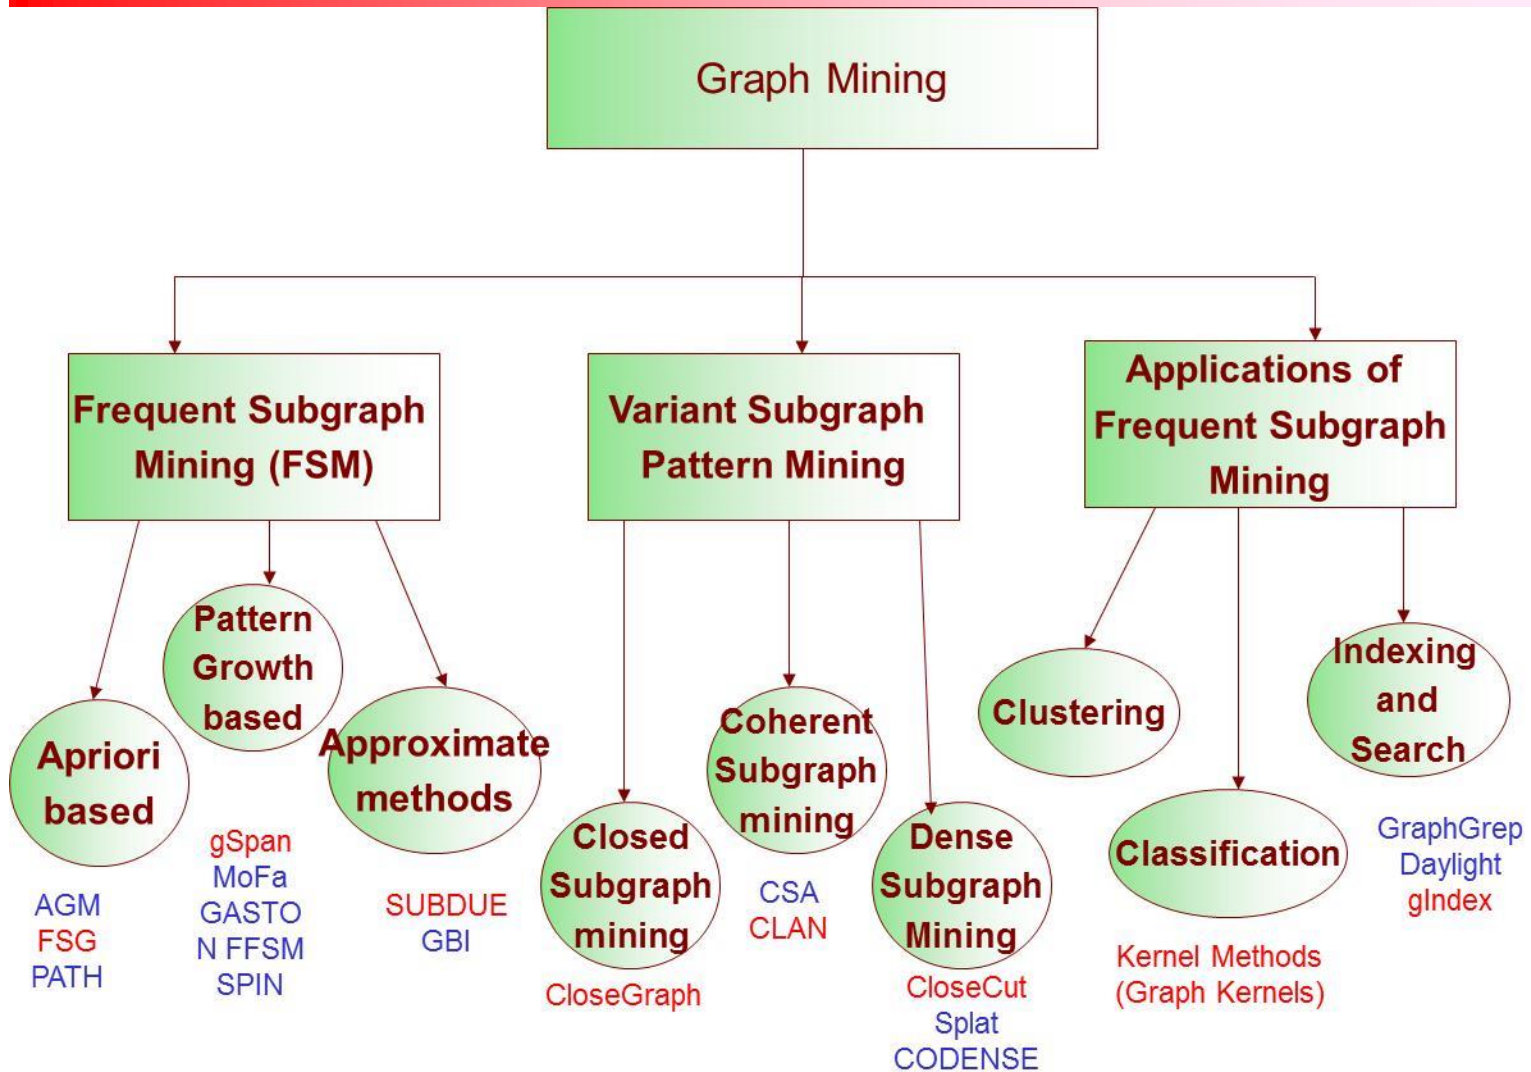 Graph Mining
Frequent Subgraph
Mining (FSM)
Variant Subgraph
Pattern Mining
Applications of
Frequent Subgraph
Mining
Apriori
based
Pattern
Growth
based
Approximate
methods
Closed
Subgraph
mining
Coherent
Subgraph
mining
Dense
Subgraph
Mining
Clustering
Classification
Indexing
and
Search
AGM
FSG
PATH
gSpan
MoFa
GASTO
N FFSM
SPIN
SUBDUE
GBI
CloseGraph
CSA
CLAN
CloseCut
Splat
CODENSE
Kernel Methods
(Graph Kernels)
GraphGrep
Daylight
gIndex